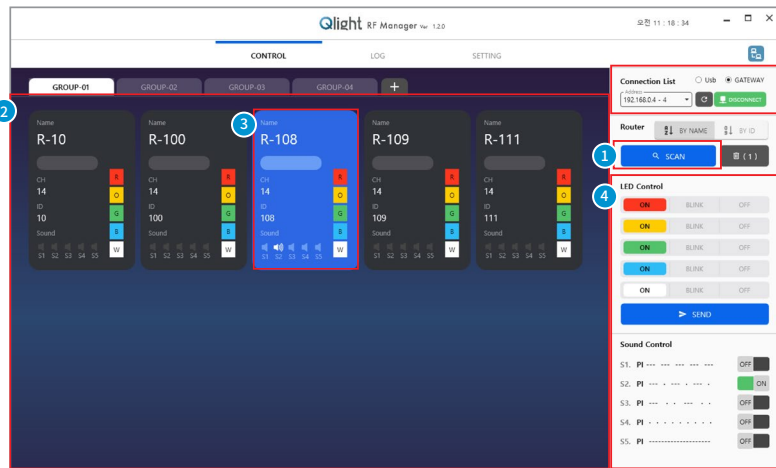 Qlight RF Manager Ver 1.2.0
오전 11 : 18 : 34
CONTROL LOG SETTING
GROUP-01 GROUP-02 GROUP-03 GROUP-04 +
Connection List Usb GATEWAY
Address
192.168.0.4 - 4 DISCONNECT
2
Router BY NAME BY ID
1 SCAN ( 1 )
3
Name Name Name Name Name
R-10 R-100 R-108 R-109 R-111
R R R R R
CH CH CH CH CH
14 14 14 14 14
O O O O O
ID ID ID ID ID
10 100 108 109 111
G G G G G
Sound Sound Sound Sound Sound
B B B B B
W W W W W
S1 S2 S3 S4 S5 S1 S2 S3 S4 S5 S1 S2 S3 S4 S5 S1 S2 S3 S4 S5 S1 S2 S3 S4 S5
4
LED Control
ON BLINK OFF
ON BLINK OFF
ON BLINK OFF
ON BLINK OFF
ON BLINK OFF
SEND
Sound Control
S1. PI --- --- --- --- --- OFF
S2. PI --- · --- · --- · ON
S3. PI --- · · --- · · OFF
S4. PI · · · · · · · · · OFF
S5. PI -------------------- OFF